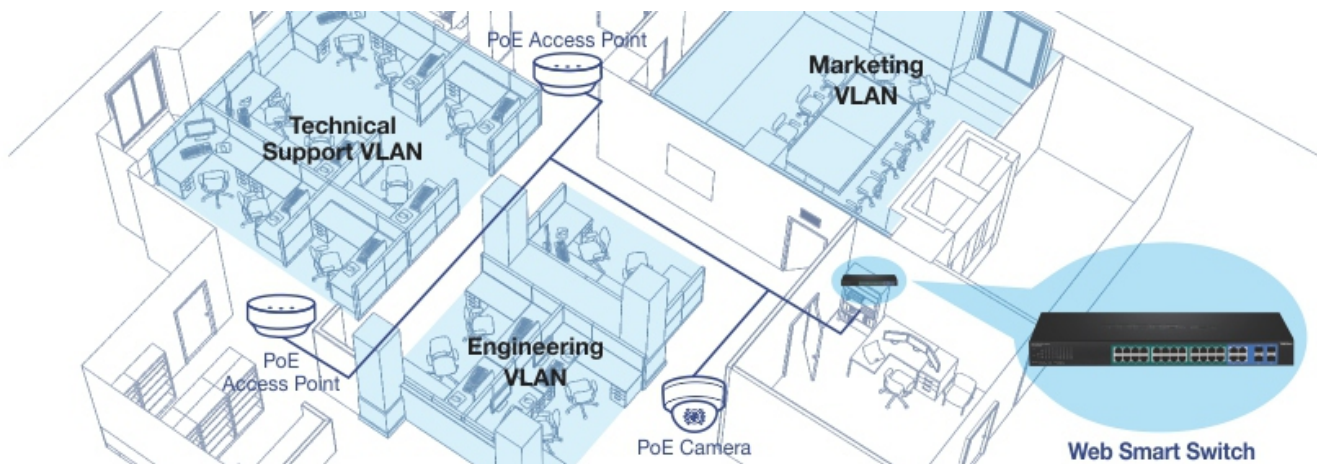 PoE Access Point
Marketing
VLAN
Technical
Support VLAN
Engineering
VLAN
PoE
Access Point
PoE Camera
Web Smart Switch